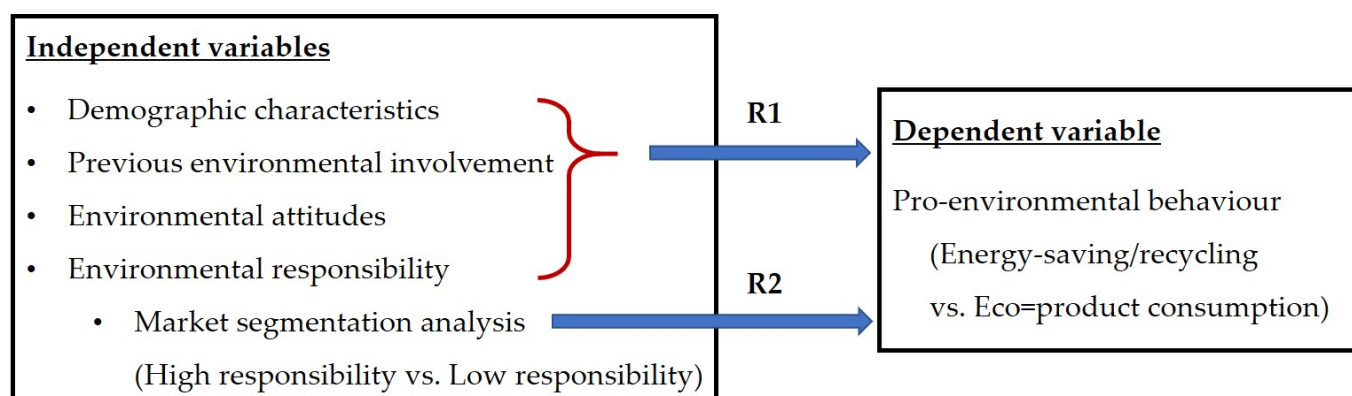 Independent variables
• Demographic characteristics
• Previous environmental involvement
• Environmental attitudes
• Environmental responsibility
• Market segmentation analysis
(High responsibility vs. Low responsibility)
R1
R2
Dependent variable
Pro-environmental behaviour
(Energy-saving/recycling
vs. Eco=product consumption)